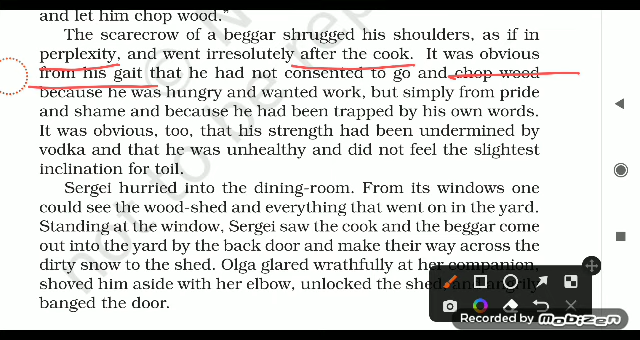 and let him chop wood."
The scarecrow of a beggar shrugged his shoulders, as if in
perplexity, and went irresolutely after the cook. It was obvious
from his gait that he had not consented to go and chop wood
because he was hungry and wanted work, but simply from pride
and shame and because he had been trapped by his own words.
It was obvious, too, that his strength had been undermined by
vodka and that he was unhealthy and did not feel the slightest
inclination for toil.
Sergei hurried into the dining-room. From its windows one
could see the wood-shed and everything that went on in the yard.
Standing at the window, Sergei saw the cook and the beggar come
out into the yard by the back door and make their way across the
dirty snow to the shed. Olga glared wrathfully at her companion,
shoved him aside with her elbow, unlocked the shed
banged the door.
Recorded by mobizen